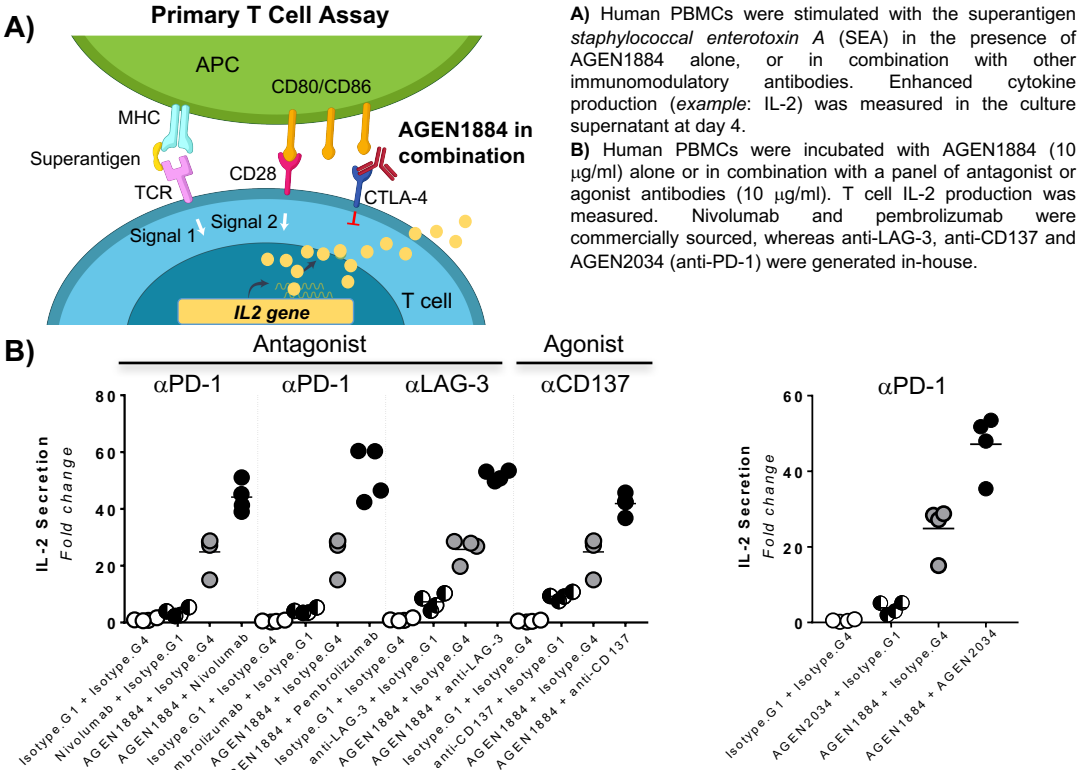 A)
Primary T Cell Assay
APC
CD80/CD86
MHC
AGEN1884 in
combination
Superantigen
CD28
TCR
CTLA-4
Signal 1
Signal 2
T cell
IL2 gene
A) Human PBMCs were stimulated with the superantigen
staphylococcal enterotoxin A (SEA) in the presence of
AGEN1884 alone, or in combination with other
immunomodulatory antibodies. Enhanced cytokine
production (example: IL-2) was measured in the culture
supernatant at day 4.
B) Human PBMCs were incubated with AGEN1884 (10
μg/ml) alone or in combination with a panel of antagonist or
agonist antibodies (10 μg/ml). T cell IL-2 production was
measured. Nivolumab and pembrolizumab were
commercially sourced, whereas anti-LAG-3, anti-CD137 and
AGEN2034 (anti-PD-1) were generated in-house.
B)
Antagonist
Agonist
αPD-1
αPD-1
αLAG-3
αCD137
IL-2 Secretion
Fold change
80
60
40
20
0
Isotype.G1 + Isotype.G4
Nivolumab + Isotype.G1
AGEN1884 + Isotype.G4
AGEN1884 + Nivolumab
Isotype.G1 + Isotype.G4
mbrolizumab + Isotype.G1
AGEN1884 + Isotype.G4
GEN1884 + Pembrolizumab
Isotype.G1 + Isotype.G4
anti-LAG-3 + Isotype.G1
AGEN1884 + Isotype.G4
AGEN1884 + anti-LAG-3
Isotype.G1 + Isotype.G4
anti-CD137 + Isotype.G1
AGEN1884 + Isotype.G4
AGEN1884 + anti-CD137
αPD-1
IL-2 Secretion
Fold change
60
40
20
0
Isotype.G1 + Isotype.G4
AGEN2034 + Isotype.G1
AGEN1884 + Isotype.G4
AGEN1884 + AGEN2034